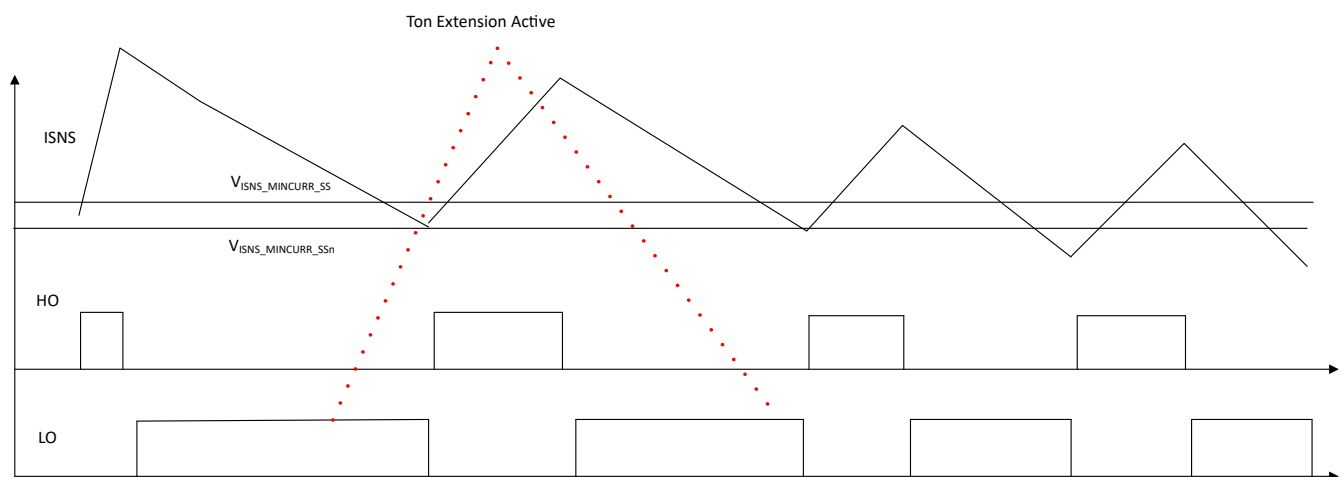 Ton Extension Active
ISNS
VISNS_MINCURR_SS
VISNS_MINCURR_SSn
HO
LO